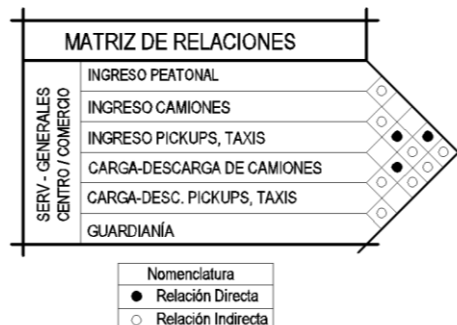 MATRIZ DE RELACIONES
SERV - GENERALES
CENTRO / COMERCIO
INGRESO PEATONAL
INGRESO CAMIONES
INGRESO PICKUPS, TAXIS
CARGA-DESCARGA DE CAMIONES
CARGA-DESC. PICKUPS, TAXIS
GUARDIANÍA
Nomenclatura
● Relación Directa
○ Relación Indirecta